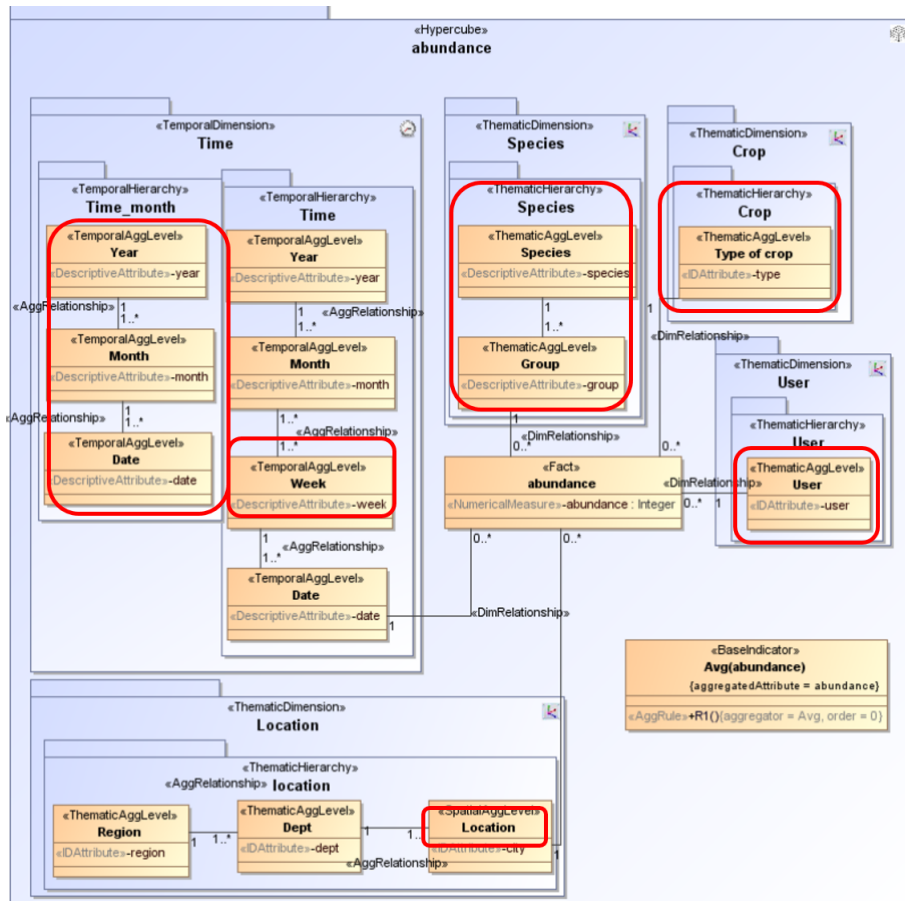 «Hypercube»
abundance
«TemporalDimension»
Time
«TemporalHierarchy»
Time_month
«TemporalAggLevel»
Year
«DescriptiveAttribute»-year
«AggRelationship»
1
1..*
«TemporalAggLevel»
Month
«DescriptiveAttribute»-month
«AggRelationship»
1
1..*
«TemporalAggLevel»
Date
«DescriptiveAttribute»-date
«TemporalHierarchy»
Time
«TemporalAggLevel»
Year
«DescriptiveAttribute»-year
1
«AggRelationship»
1..*
«TemporalAggLevel»
Month
«DescriptiveAttribute»-month
1..*
«AggRelationship»
1..*
«TemporalAggLevel»
Week
«DescriptiveAttribute»-week
1
«AggRelationship»
1..*
«TemporalAggLevel»
Date
«DescriptiveAttribute»-date
1
«ThematicDimension»
Species
«ThematicHierarchy»
Species
«ThematicAggLevel»
Species
«DescriptiveAttribute»-species
1
1..*
«ThematicAggLevel»
Group
«DescriptiveAttribute»-group
1
«DimRelationship»
0..*
«ThematicDimension»
Crop
«ThematicHierarchy»
Crop
«ThematicAggLevel»
Type of crop
«IDAttribute»-type
1
«DimRelationship»
0..*
«ThematicDimension»
User
«ThematicHierarchy»
User
«ThematicAggLevel»
User
«IDAttribute»-user
«DimRelationship»
0..*
1
«Fact»
abundance
«NumericalMeasure»-abundance : Integer
0..*
0..*
«DimRelationship»
«BaseIndicator»
Avg(abundance)
{aggregatedAttribute = abundance}
«AggRule»+R1(){aggregator = Avg, order = 0}
«ThematicDimension»
Location
«ThematicHierarchy»
location
«AggRelationship»
«ThematicAggLevel»
Region
«IDAttribute»-region
1
1..*
«ThematicAggLevel»
Dept
«IDAttribute»-dept
1
1..
«AggRelationship»
«SpatialAggLevel»
Location
«IDAttribute»-city
1